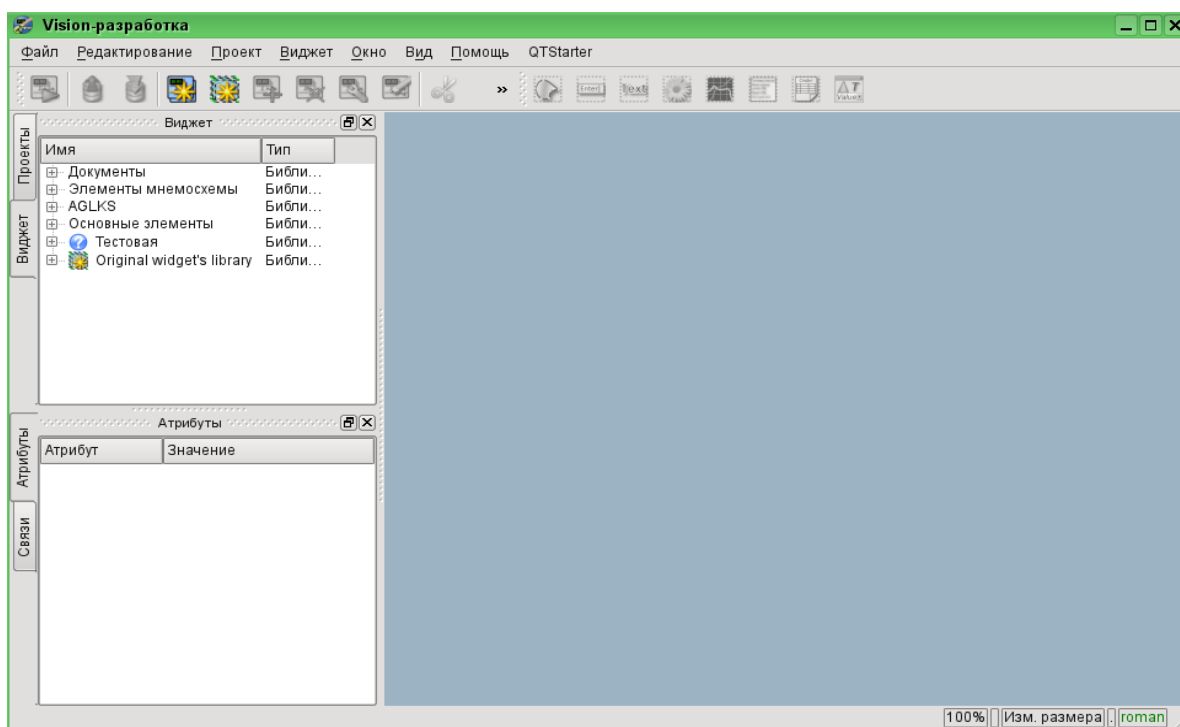 Vision-разработка
Файл Редактирование Проект Виджет Окно Вид Помощь QTStarter
»
Проекты
Виджет
Виджет
Имя Тип
Документы Библи...
Элементы мнемосхемы Библи...
AGLKS Библи...
Основные элементы Библи...
Тестовая Библи...
Original widget's library Библи...
Атрибуты
Связи
Атрибуты
Атрибут Значение
100% Изм. размера . roman